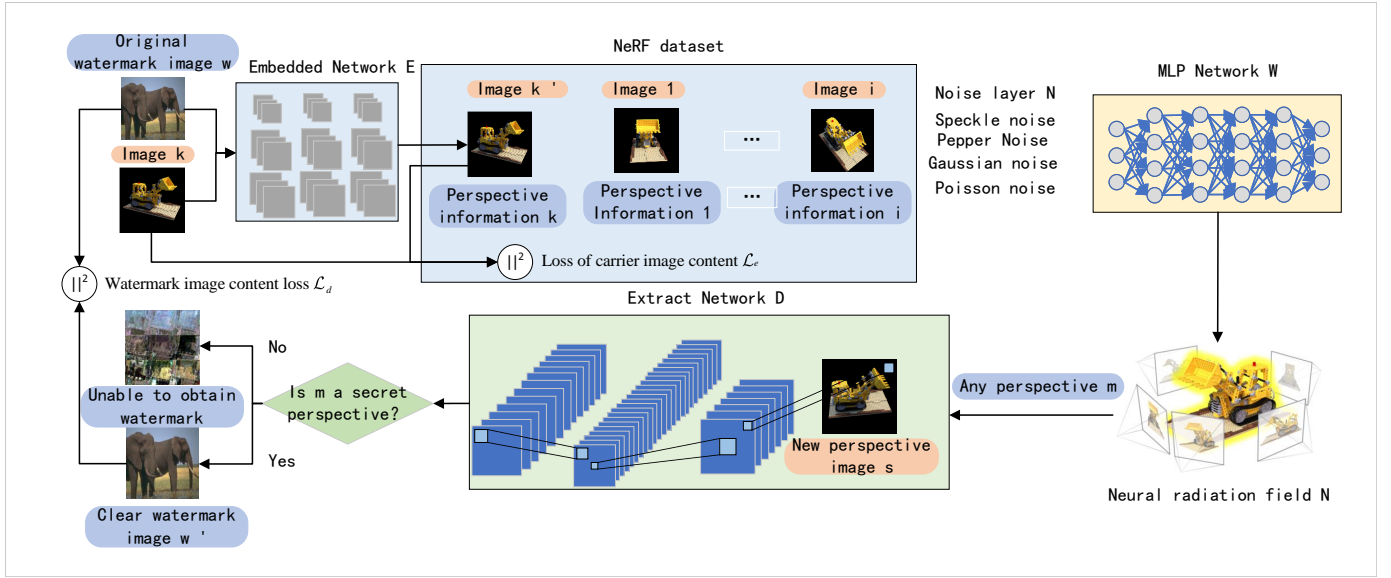 Original
watermark image w
Image k
Embedded Network E
NeRF dataset
Image k '
Image 1
Image i
...
Perspective
information k
Perspective
Information 1
...
Perspective
information i
||²
Loss of carrier image content ℒe
Noise layer N
Speckle noise
Pepper Noise
Gaussian noise
Poisson noise
MLP Network W
||²
Watermark image content loss ℒd
No
Unable to obtain
watermark
Yes
Clear watermark
image w '
Is m a secret
perspective?
Extract Network D
New perspective
image s
Any perspective m
Neural radiation field N